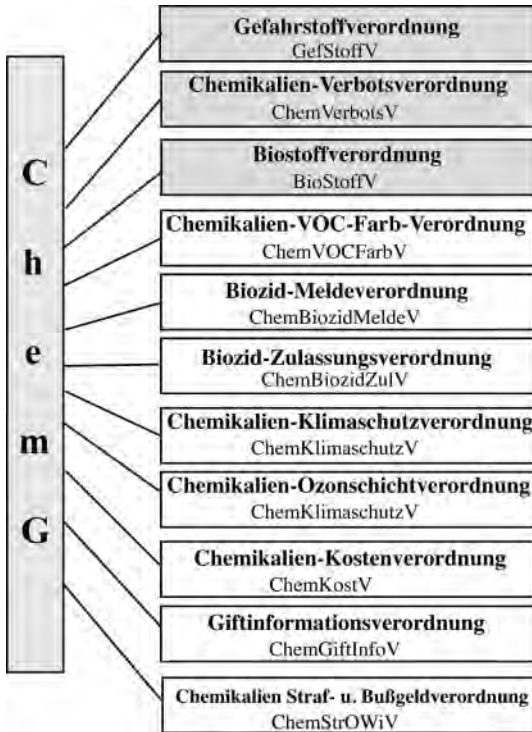 C
h
e
m
G
Gefahrstoffverordnung
GefStoffV
Chemikalien-Verbotsverordnung
ChemVerbotsV
Biostoffverordnung
BioStoffV
Chemikalien-VOC-Farb-Verordnung
ChemVOCFarbV
Biozid-Meldeverordnung
ChemBiozidMeldeV
Biozid-Zulassungsverordnung
ChemBiozidZulV
Chemikalien-Klimaschutzverordnung
ChemKlimaschutzV
Chemikalien-Ozonschichtverordnung
ChemKlimaschutzV
Chemikalien-Kostenverordnung
ChemKostV
Giftinformationsverordnung
ChemGiftInfoV
Chemikalien Straf- u. Bußgeldverordnung
ChemStrOWiV